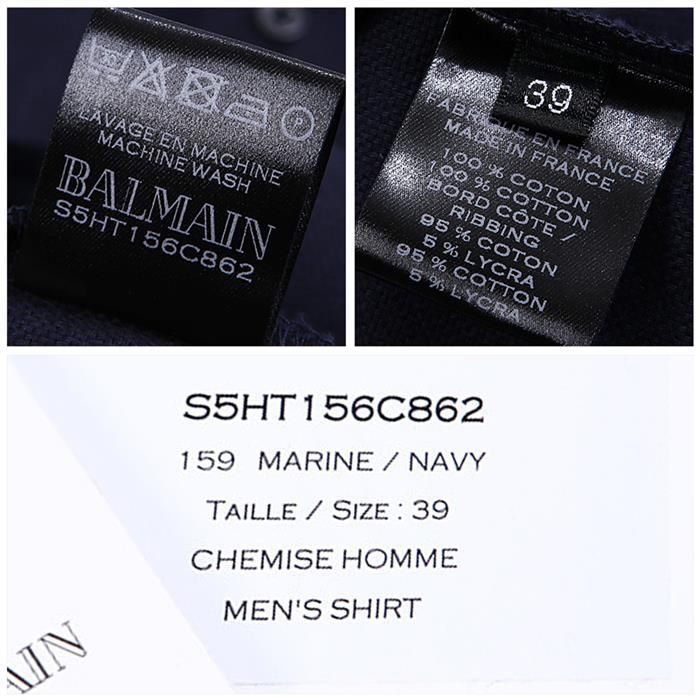 P
LAVAGE EN MACHINE
MACHINE WASH
BALMAIN
S5HT156C862
39
FABRIQUE EN FRANCE
MADE IN FRANCE
100 % COTON
100 % COTTON
BORD CÔTE /
RIBBING
95 % COTON
5 % LYCRA
95 % COTTON
5 % LYCRA
S5HT156C862
159 MARINE / NAVY
TAILLE / SIZE : 39
CHEMISE HOMME
MEN'S SHIRT
AIN